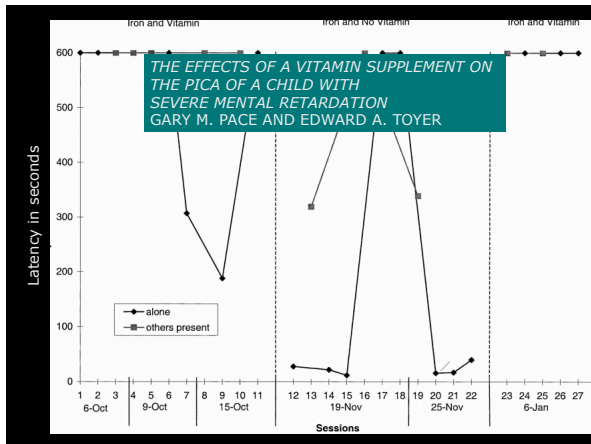 Iron and Vitamin
Iron and No Vitamin
Iron and Vitamin
THE EFFECTS OF A VITAMIN SUPPLEMENT ON
THE PICA OF A CHILD WITH
SEVERE MENTAL RETARDATION
GARY M. PACE AND EDWARD A. TOYER
Latency in seconds
600
500
400
300
200
100
0
alone
others present
1 2 3 4 5 6 7 8 9 10 11 12 13 14 15 16 17 18 19 20 21 22 23 24 25 26 27
6-Oct 9-Oct 15-Oct 19-Nov 25-Nov 6-Jan
Sessions